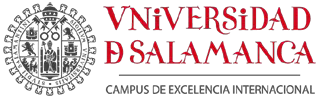 VNiVERSiDAD
Ð SALAMANCA
CAMPUS DE EXCELENCIA INTERNACIONAL